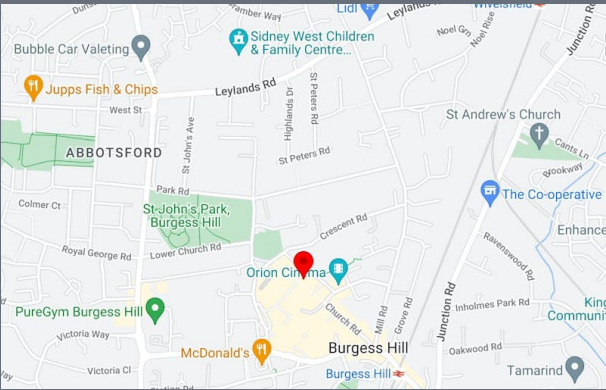 Lidl
Leylands
Wivelsfield
Noel Grn
Noel Rise
Junction Ro
Sidney West Children
& Family Centre...
Bubble Car Valeting
Jupps Fish & Chips
Leylands Rd
West St
Highlands Dr
St Peters Rd
St Andrew's Church
Cants Ln
Brookway
ABBOTSFORD
St John's Ave
St Peters Rd
Park Rd
The Co-operative
Colmer Ct
St John's Park,
Burgess Hill
Crescent Rd
Enhance
Royal George Rd
Lower Church Rd
Ravenswood Rd
Orion Cinema
PureGym Burgess Hill
Church Rd
Mill Rd
Grove Rd
Junction Rd
Inholmes Park Rd
King
Communi
Victoria Way
McDonald's
Burgess Hill
Oakwood Rd
Victoria Cl
Burgess Hill
Tamarind